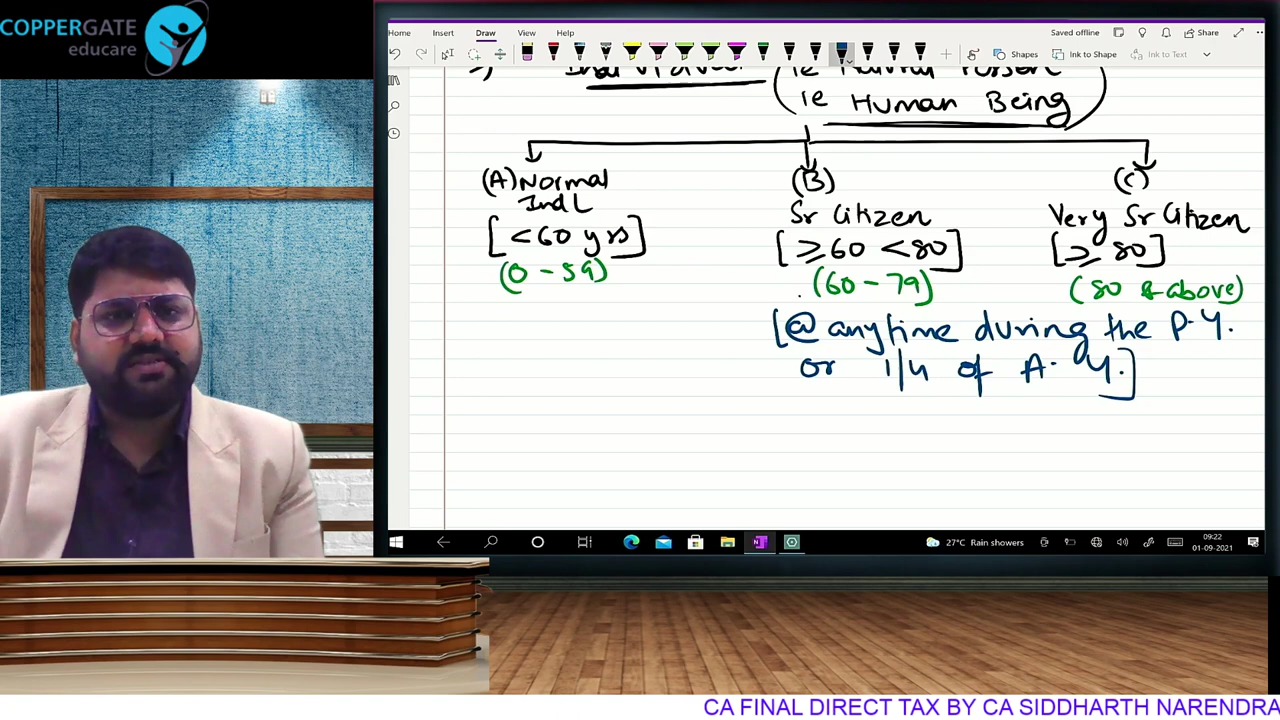 COPPERGATE
educare
Home Insert Draw View Help
Saved offline
Share
Shapes
Ink to Shape
Ink to Text
(ie Human Being)
(A) Normal
Indl
[<60 yrs]
(0 - 59)
(B)
Sr Citizen
[≥60 <80]
(60 - 79)
(C)
Very Sr Citizen
[≥ 80]
(80 & above)
[@ anytime during the P.Y.
or 1/4 of A.Y.]
27°C Rain showers
09:22
01-09-2021
CA FINAL DIRECT TAX BY CA SIDDHARTH NARENDRA